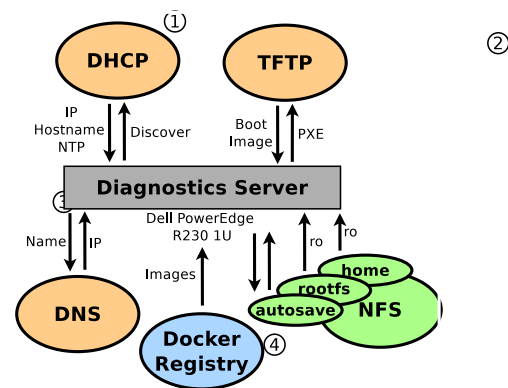 ①
②
DHCP
TFTP
IP
Hostname
NTP
Discover
Boot
Image
PXE
Diagnostics Server
③
Dell PowerEdge
R230 1U
Name
IP
Images
ro
ro
home
rootfs
autosave
NFS
DNS
Docker
Registry
④